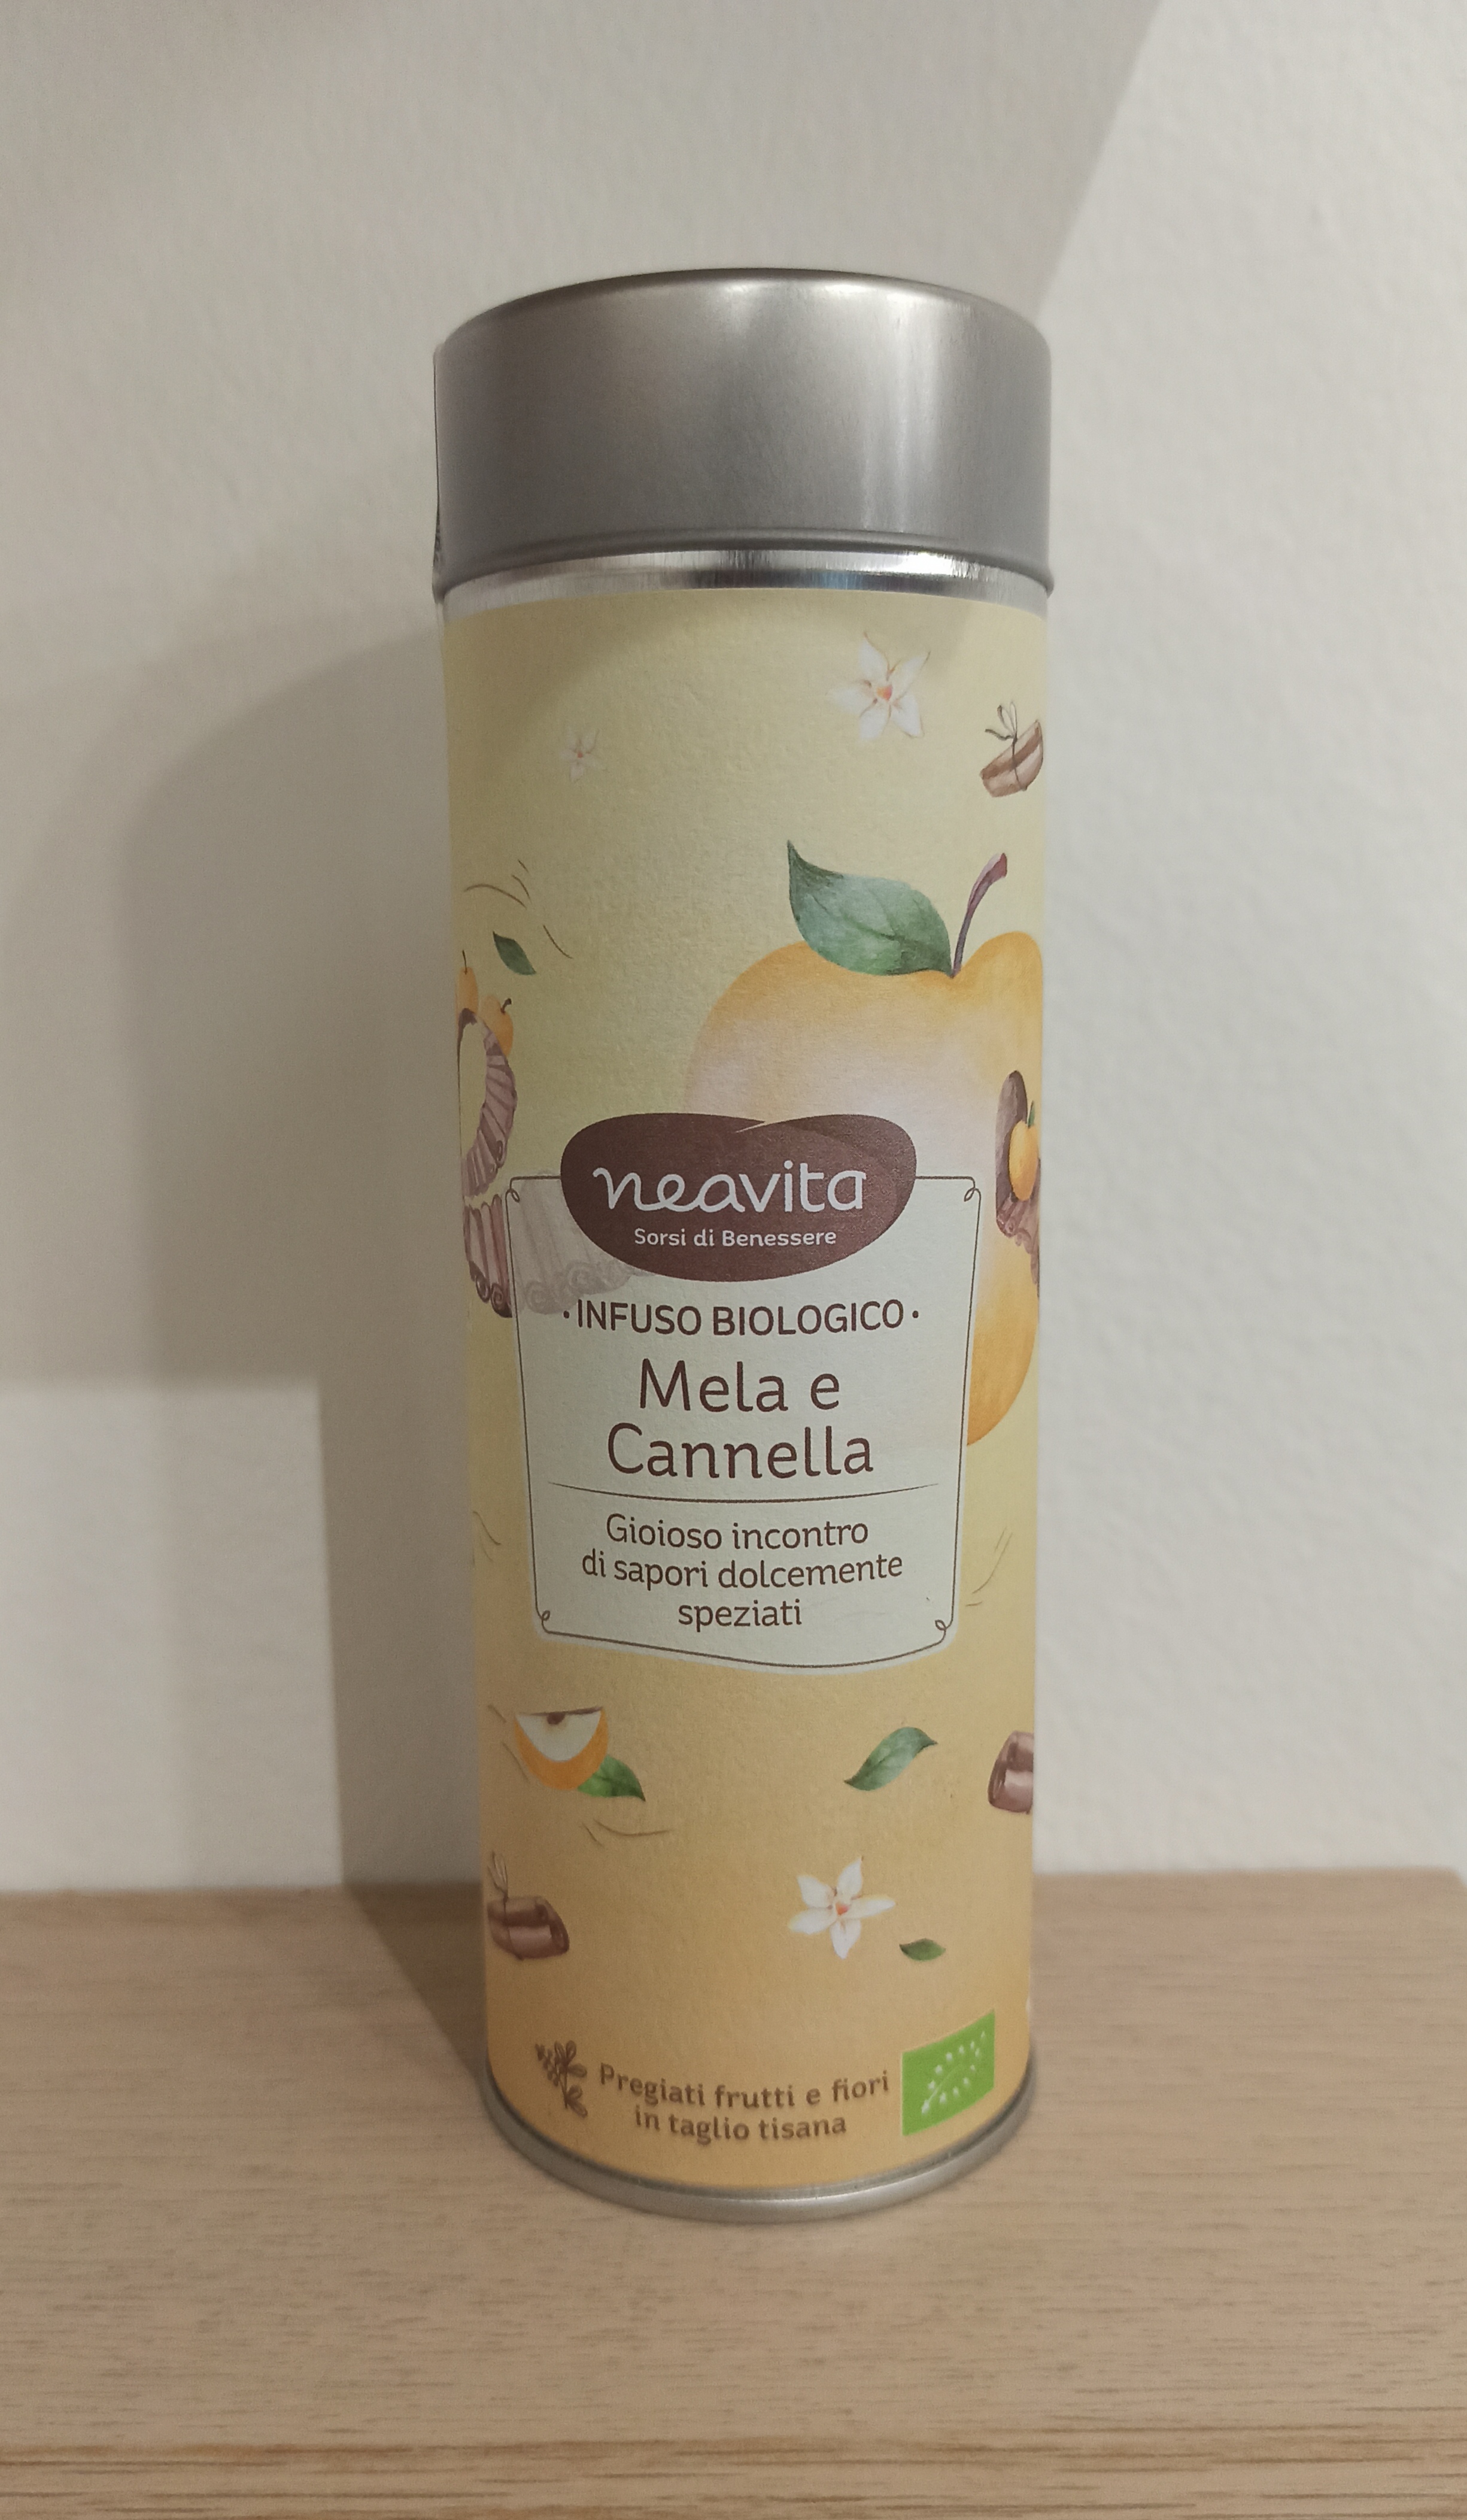 neavita
Sorsi di Benessere
• INFUSO BIOLOGICO •
Mela e
Cannella
Gioioso incontro
di sapori dolcemente
speziati
Pregiati frutti e fiori
in taglio tisana